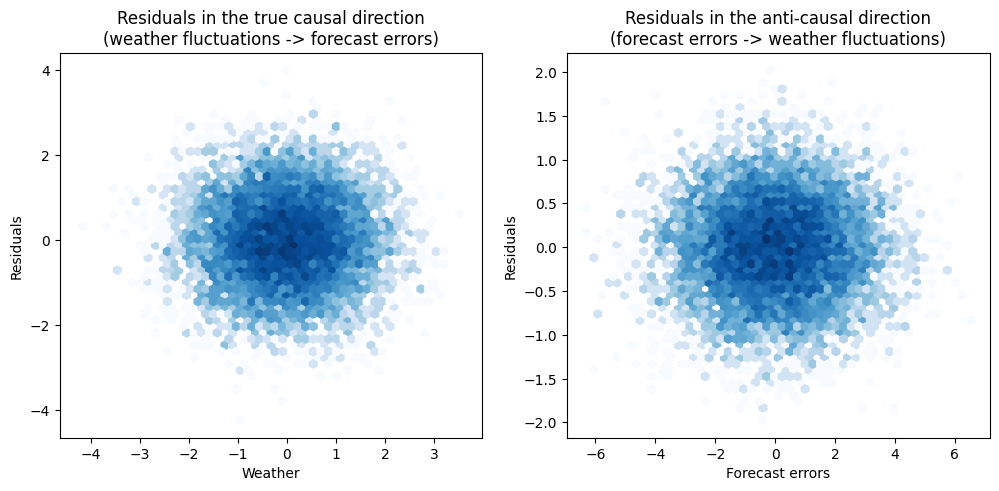 Residuals in the true causal direction
(weather fluctuations -> forecast errors)
4
2
0
−2
−4
Residuals
−4 −3 −2 −1 0 1 2 3
Weather
Residuals in the anti-causal direction
(forecast errors -> weather fluctuations)
2.0
1.5
1.0
0.5
0.0
−0.5
−1.0
−1.5
−2.0
Residuals
−6 −4 −2 0 2 4 6
Forecast errors